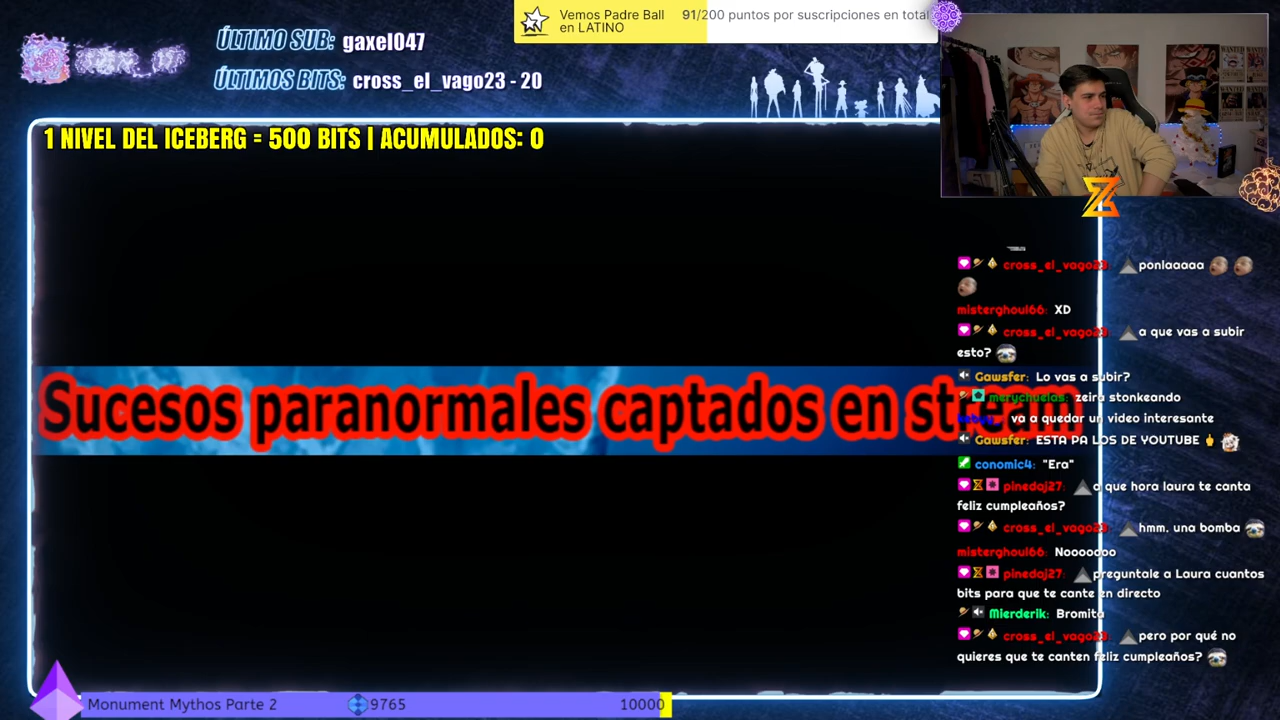 ÚLTIMO SUB: gaxel047
ÚLTIMOS BITS: cross_el_vago23 - 20
Vemos Padre Ball
en LATINO
91/200 puntos por suscripciones en total
1 NIVEL DEL ICEBERG = 500 BITS | ACUMULADOS: 0
Sucesos paranormales captados en
cross_el_vago23: ponlaaaaa
misterghoul66: XD
cross_el_vago23: a que vas a subir
esto?
Gawsfer: Lo vas a subir?
merychuelas: zeira stonkeando
va a quedar un video interesante
Gawsfer: ESTA PA LOS DE YOUTUBE
conomic4: "Era"
pinedaj27: a que hora laura te canta
feliz cumpleaños?
cross_el_vago23: hmm, una bomba
misterghoul66: Nooooooo
pinedaj27: preguntale a Laura cuantos
bits para que te cante en directo
Mierderik: Bromita
cross_el_vago23: pero por qué no
quieres que te canten feliz cumpleaños?
Monument Mythos Parte 2
9765
10000